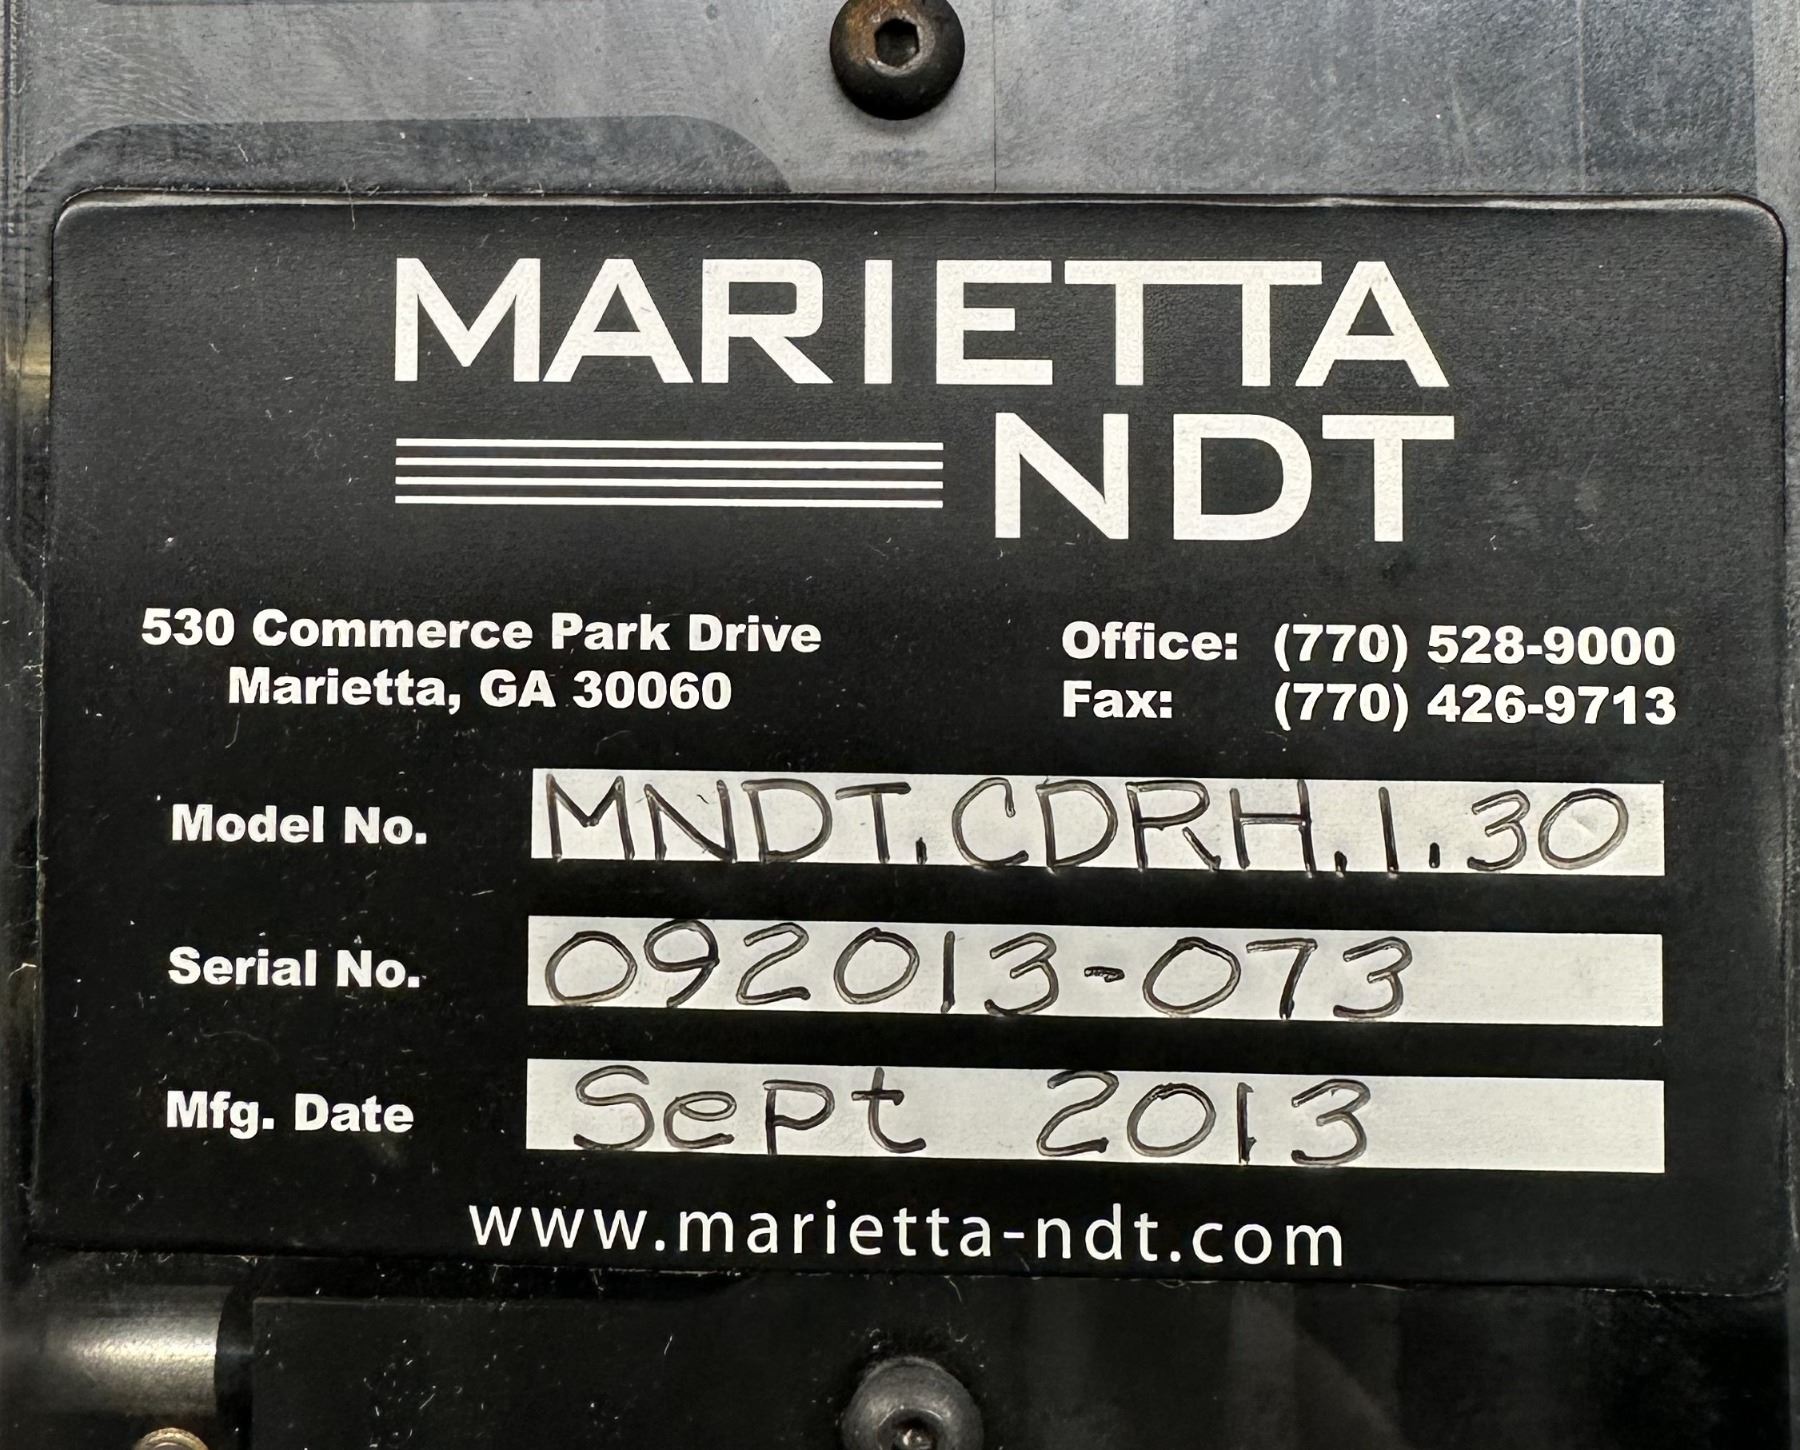 MARIETTA
NDT
530 Commerce Park Drive
Marietta, GA 30060
Office: (770) 528-9000
Fax: (770) 426-9713
Model No. MNDT.CDRH.1.30
Serial No. 092013-073
Mfg. Date Sept 2013
www.marietta-ndt.com